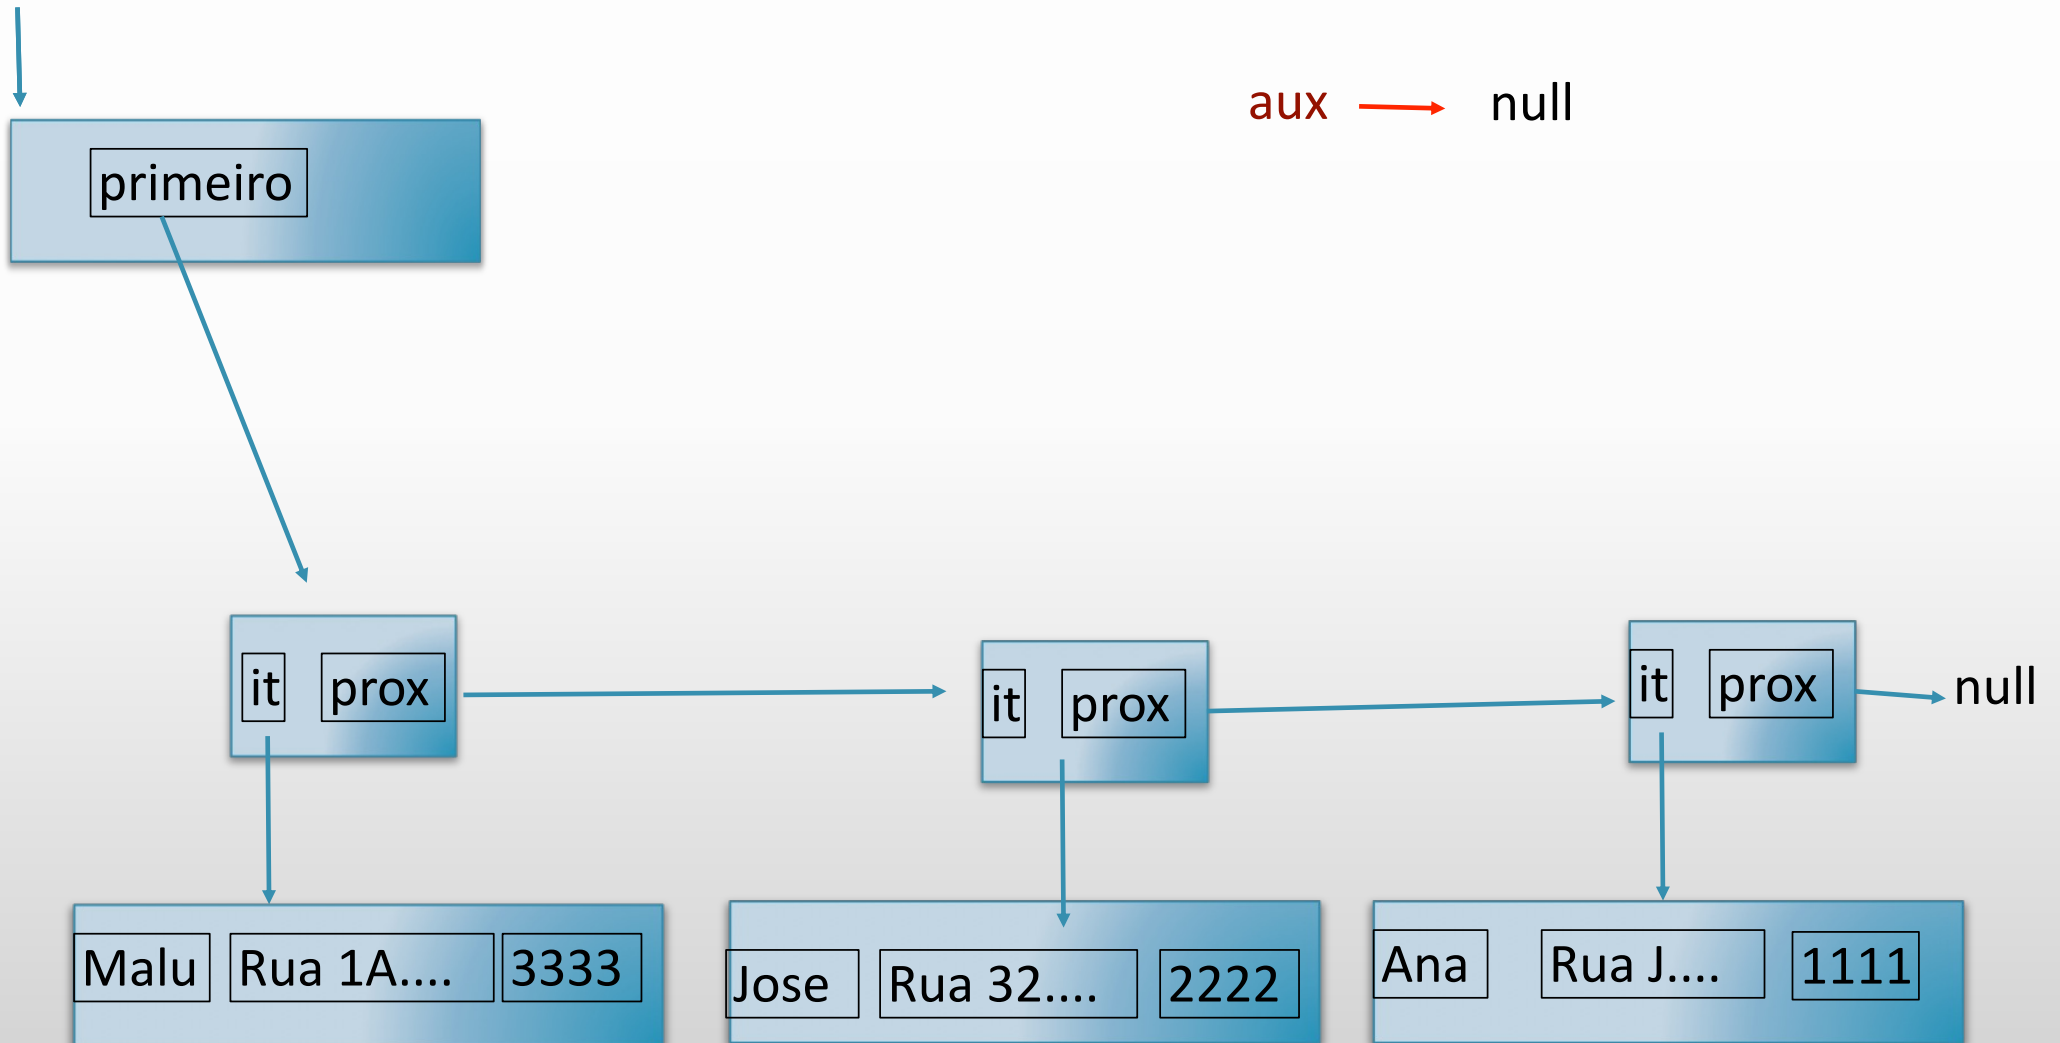 aux null
primeiro
it prox
it prox
it prox
null
Malu Rua 1A.... 3333
Jose Rua 32.... 2222
Ana Rua J.... 1111